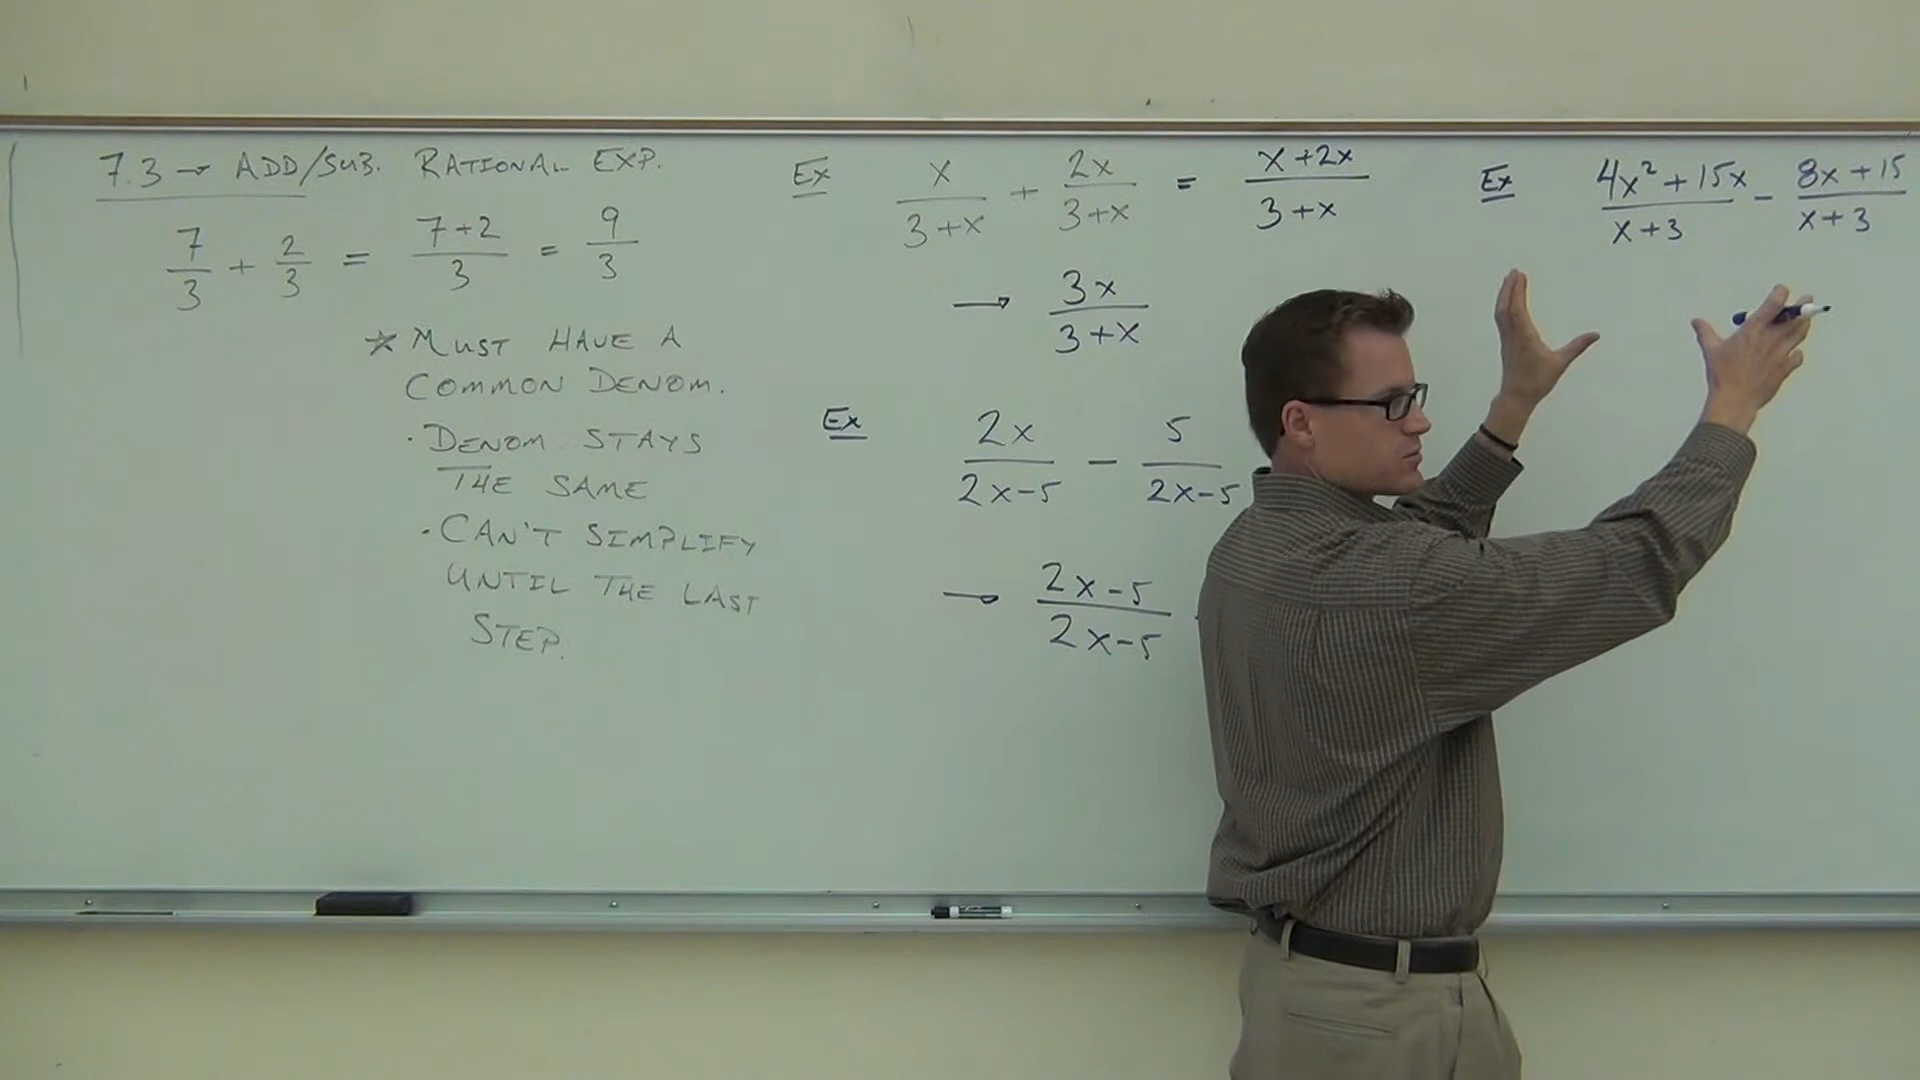 7.3 → ADD/SUB. RATIONAL EXP.
7/3 + 2/3 = (7+2)/3 = 9/3
☆ MUST HAVE A
COMMON DENOM.
· DENOM. STAYS
THE SAME
· CAN'T SIMPLIFY
UNTIL THE LAST
STEP.
Ex x/(3+x) + 2x/(3+x) = (x+2x)/(3+x)
→ 3x/(3+x)
Ex 2x/(2x-5) - 5/(2x-5)
→ (2x-5)/(2x-5)
Ex (4x²+15x)/(x+3) - (8x+15)/(x+3)